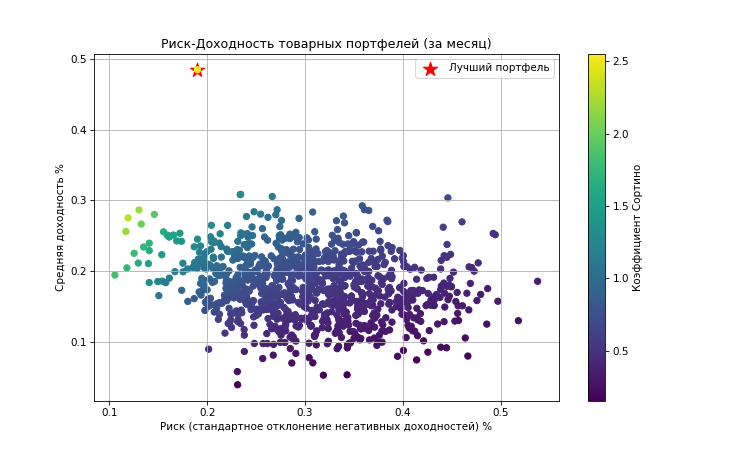 Риск-Доходность товарных портфелей (за месяц)
Лучший портфель
Средняя доходность %
0.5
0.4
0.3
0.2
0.1
0.1 0.2 0.3 0.4 0.5
Риск (стандартное отклонение негативных доходностей) %
2.5
2.0
1.5
1.0
0.5
Коэффициент Сортино